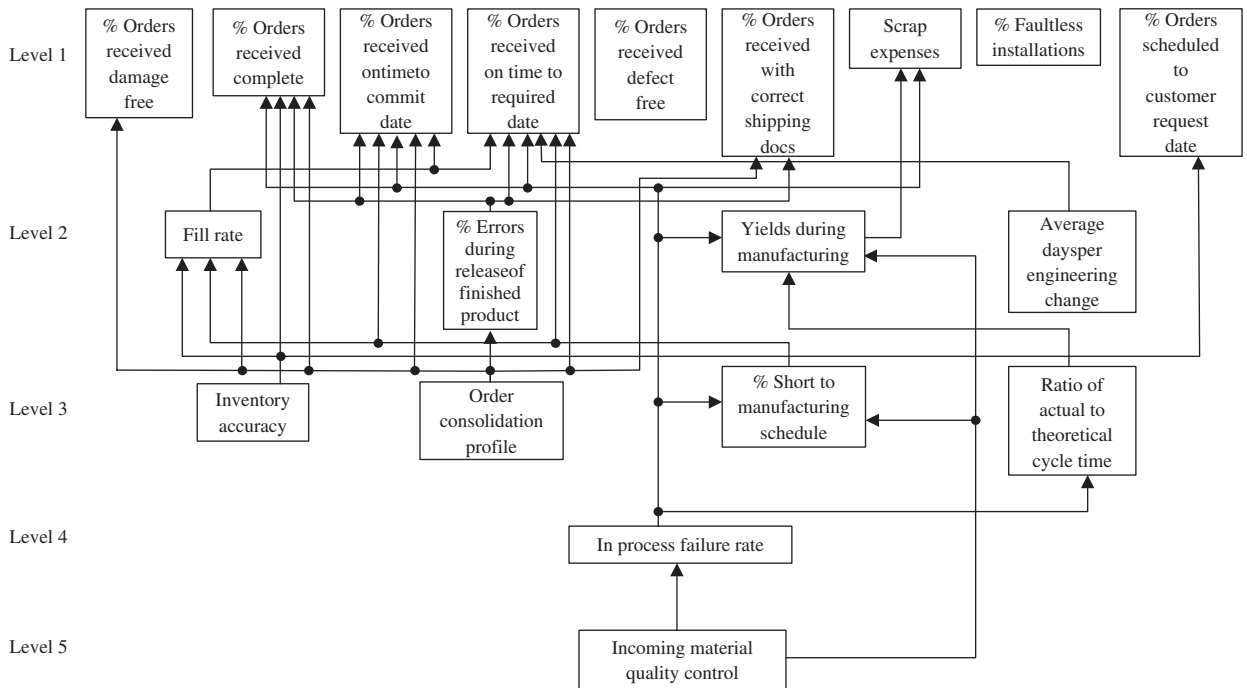 Level 1
% Orders
received
damage
free
% Orders
received
complete
% Orders
received
ontimeto
commit
date
% Orders
received
on time to
required
date
% Orders
received
defect
free
% Orders
received
with
correct
shipping
docs
Scrap
expenses
% Faultless
installations
% Orders
scheduled
to
customer
request
date
Level 2
Fill rate
% Errors
during
releaseof
finished
product
Yields during
manufacturing
Average
daysper
engineering
change
Level 3
Inventory
accuracy
Order
consolidation
profile
% Short to
manufacturing
schedule
Ratio of
actual to
theoretical
cycle time
Level 4
In process failure rate
Level 5
Incoming material
quality control